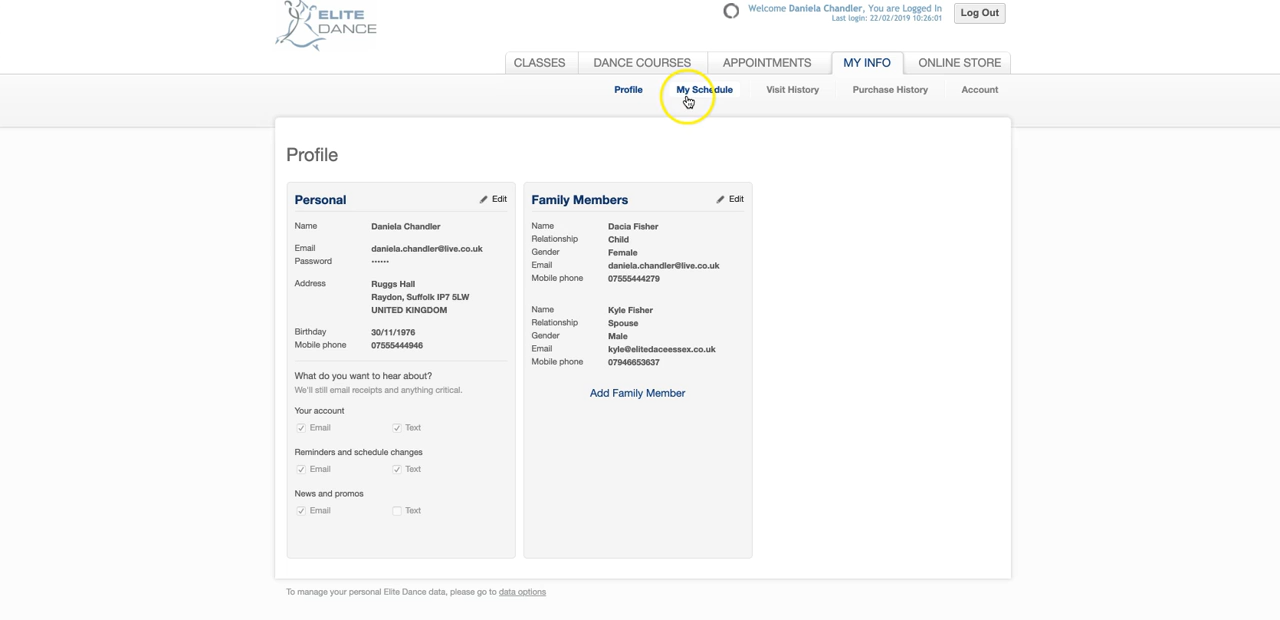 ELITE
DANCE
Welcome Daniela Chandler, You are Logged In
Last login: 22/02/2019 10:26:01
Log Out
CLASSES
DANCE COURSES
APPOINTMENTS
MY INFO
ONLINE STORE
Profile
My Schedule
Visit History
Purchase History
Account
Profile
Personal
Edit
Name Daniela Chandler
Email daniela.chandler@live.co.uk
Password ······
Address Ruggs Hall
Raydon, Suffolk IP7 5LW
UNITED KINGDOM
Birthday 30/11/1976
Mobile phone 07555444946
What do you want to hear about?
We'll still email receipts and anything critical.
Your account
Email Text
Reminders and schedule changes
Email Text
News and promos
Email Text
Family Members
Edit
Name Dacia Fisher
Relationship Child
Gender Female
Email daniela.chandler@live.co.uk
Mobile phone 07555444279
Name Kyle Fisher
Relationship Spouse
Gender Male
Email kyle@elitedaceessex.co.uk
Mobile phone 07946653637
Add Family Member
To manage your personal Elite Dance data, please go to data options